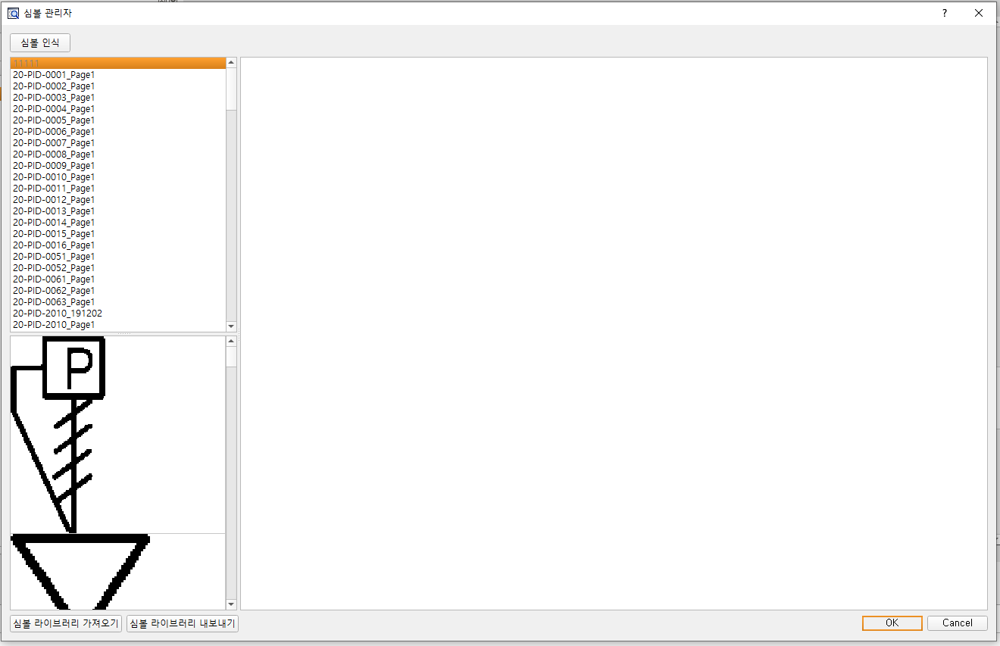 심볼 관리자
?
심볼 인식
11111
20-PID-0001_Page1
20-PID-0002_Page1
20-PID-0003_Page1
20-PID-0004_Page1
20-PID-0005_Page1
20-PID-0006_Page1
20-PID-0007_Page1
20-PID-0008_Page1
20-PID-0009_Page1
20-PID-0010_Page1
20-PID-0011_Page1
20-PID-0012_Page1
20-PID-0013_Page1
20-PID-0014_Page1
20-PID-0015_Page1
20-PID-0016_Page1
20-PID-0051_Page1
20-PID-0052_Page1
20-PID-0061_Page1
20-PID-0062_Page1
20-PID-0063_Page1
20-PID-2010_191202
20-PID-2010_Page1
P
심볼 라이브러리 가져오기 심볼 라이브러리 내보내기 OK Cancel